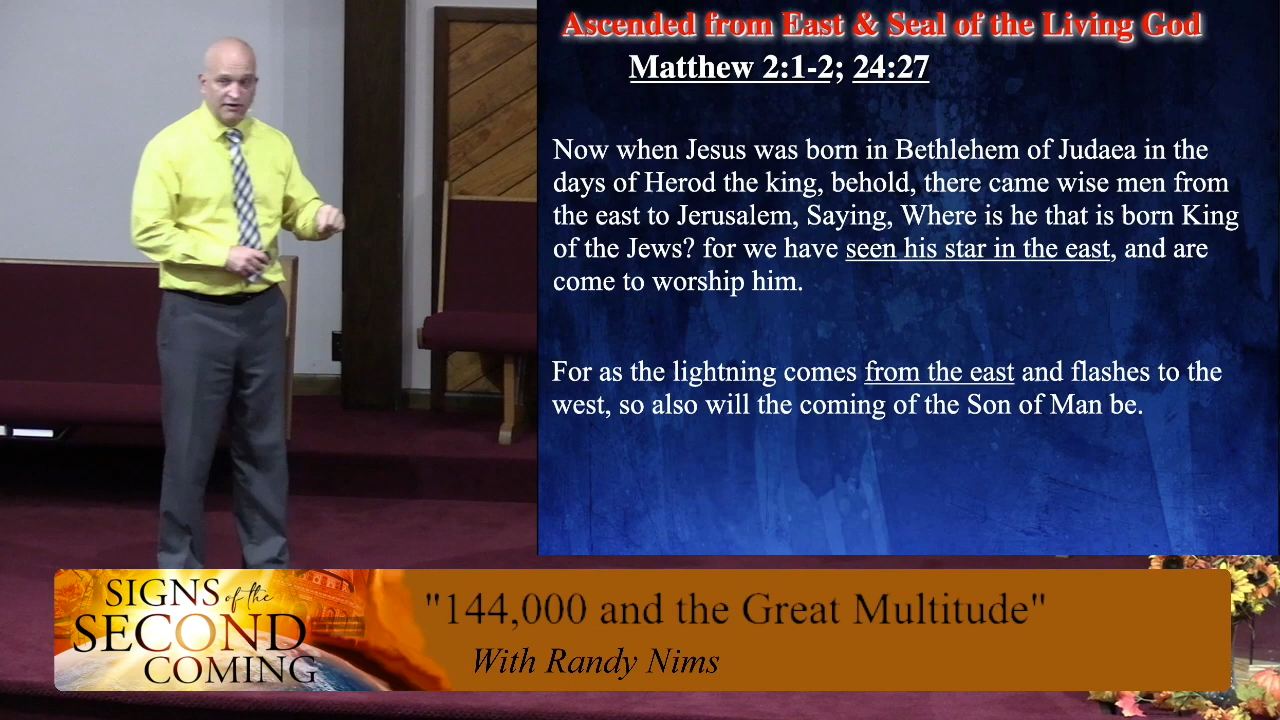 Ascended from East & Seal of the Living God
Matthew 2:1-2; 24:27
Now when Jesus was born in Bethlehem of Judaea in the
days of Herod the king, behold, there came wise men from
the east to Jerusalem, Saying, Where is he that is born King
of the Jews? for we have seen his star in the east, and are
come to worship him.
For as the lightning comes from the east and flashes to the
west, so also will the coming of the Son of Man be.
SIGNS of the
SECOND
COMING
"144,000 and the Great Multitude"
With Randy Nims